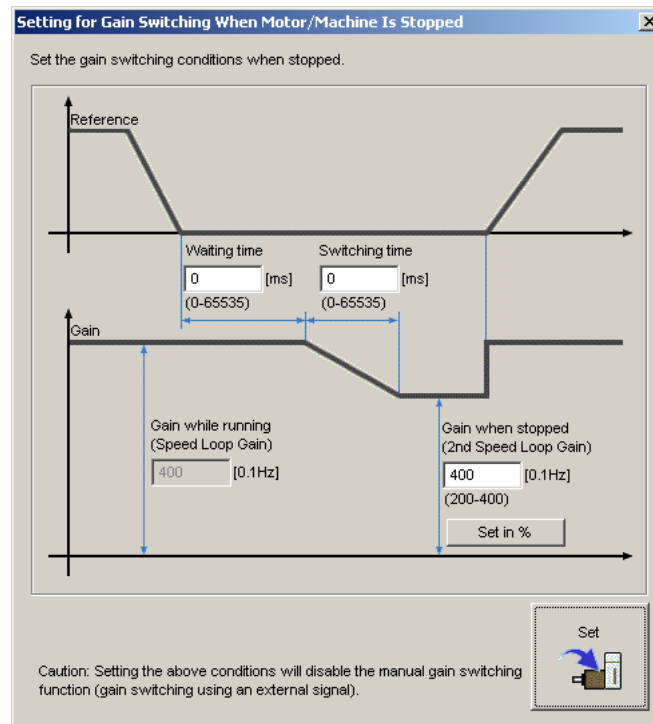 Setting for Gain Switching When Motor/Machine Is Stopped
Set the gain switching conditions when stopped.
Reference
Waiting time
0 [ms]
(0-65535)
Switching time
0 [ms]
(0-65535)
Gain
Gain while running
(Speed Loop Gain)
400 [0.1Hz]
Gain when stopped
(2nd Speed Loop Gain)
400 [0.1Hz]
(200-400)
Set in %
Set
Caution: Setting the above conditions will disable the manual gain switching
function (gain switching using an external signal).